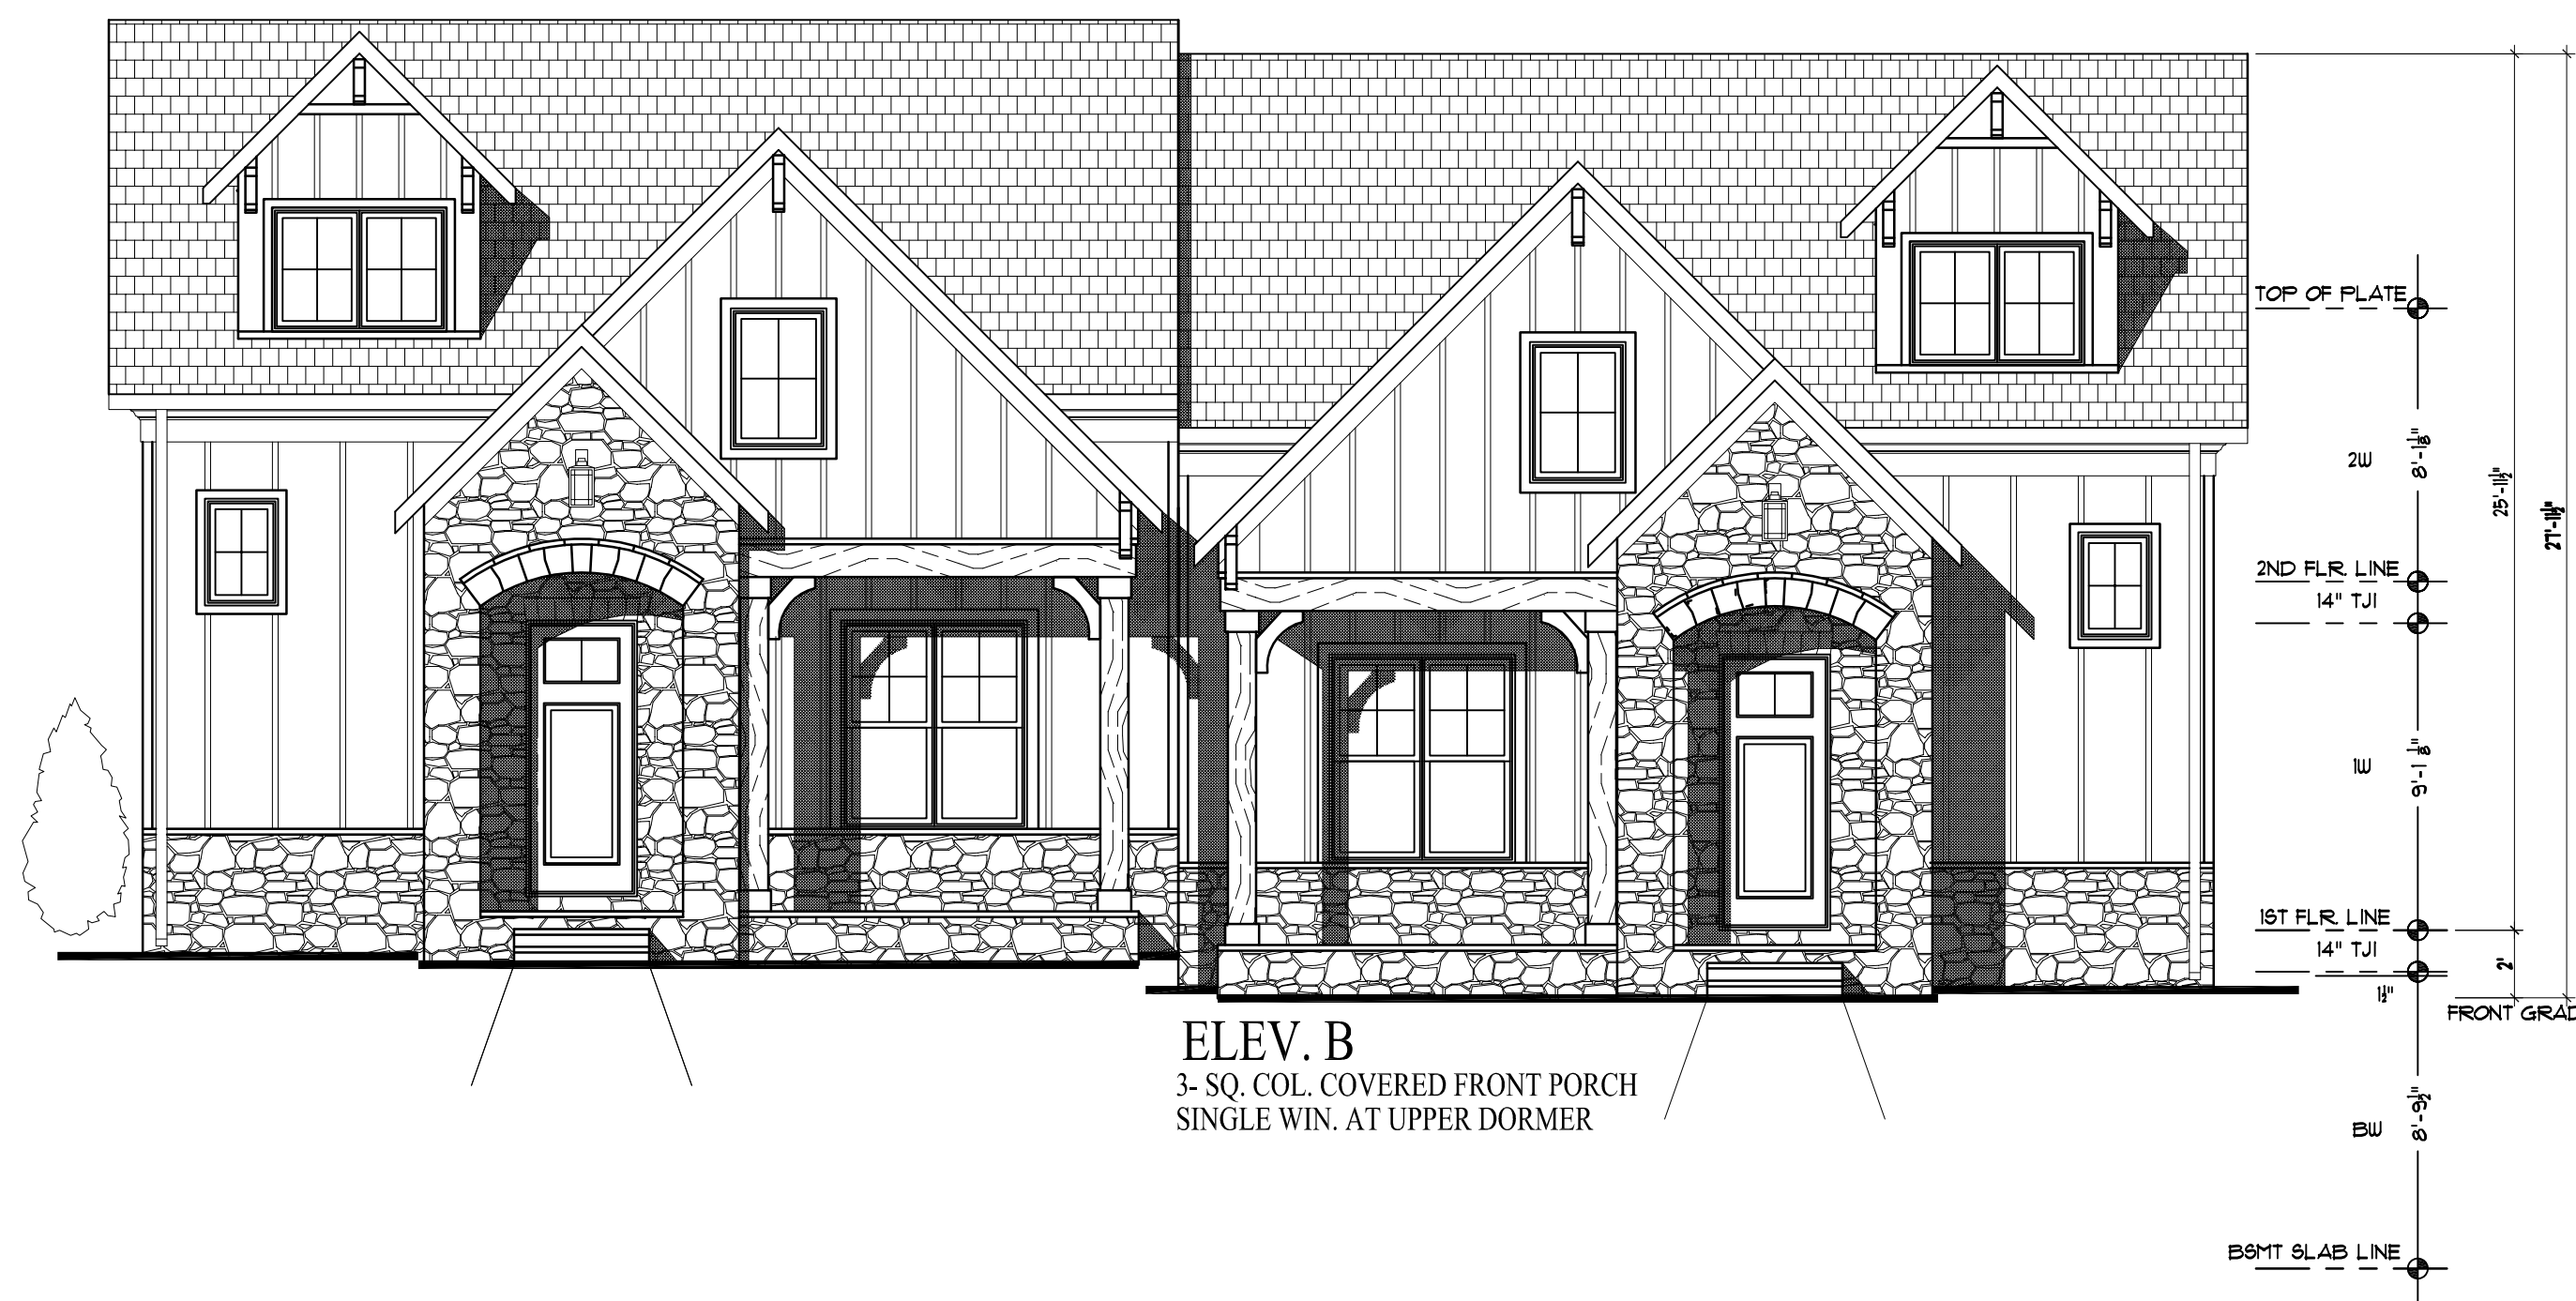 TOP OF PLATE
2W
8'-1⅛"
25'-11½"
27'-11½"
2ND FLR. LINE
14" TJI
1W
9'-1⅛"
1ST FLR. LINE
14" TJI
2'
1½"
FRONT GRAD
ELEV. B
3- SQ. COL. COVERED FRONT PORCH
SINGLE WIN. AT UPPER DORMER
BW
8'-9½"
BSMT SLAB LINE